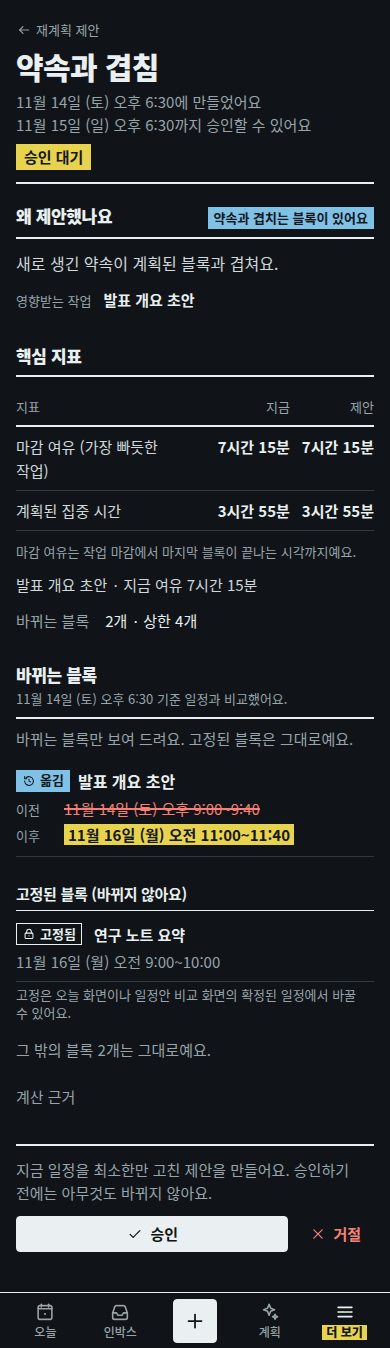 재계획 제안
약속과 겹침
11월 14일 (토) 오후 6:30에 만들었어요
11월 15일 (일) 오후 6:30까지 승인할 수 있어요
승인 대기
왜 제안했나요
약속과 겹치는 블록이 있어요
새로 생긴 약속이 계획된 블록과 겹쳐요.
영향받는 작업 발표 개요 초안
핵심 지표
지표 지금 제안
마감 여유 (가장 빠듯한 7시간 15분 7시간 15분
작업)
계획된 집중 시간 3시간 55분 3시간 55분
마감 여유는 작업 마감에서 마지막 블록이 끝나는 시각까지예요.
발표 개요 초안 · 지금 여유 7시간 15분
바뀌는 블록 2개 · 상한 4개
바뀌는 블록
11월 14일 (토) 오후 6:30 기준 일정과 비교했어요.
바뀌는 블록만 보여 드려요. 고정된 블록은 그대로예요.
옮김 발표 개요 초안
이전 11월 14일 (토) 오후 9:00~9:40
이후 11월 16일 (월) 오전 11:00~11:40
고정된 블록 (바뀌지 않아요)
고정됨 연구 노트 요약
11월 16일 (월) 오전 9:00~10:00
고정은 오늘 화면이나 일정안 비교 화면의 확정된 일정에서 바꿀
수 있어요.
그 밖의 블록 2개는 그대로예요.
계산 근거
지금 일정을 최소한만 고친 제안을 만들어요. 승인하기
전에는 아무것도 바뀌지 않아요.
승인 거절
오늘 인박스 계획 더 보기